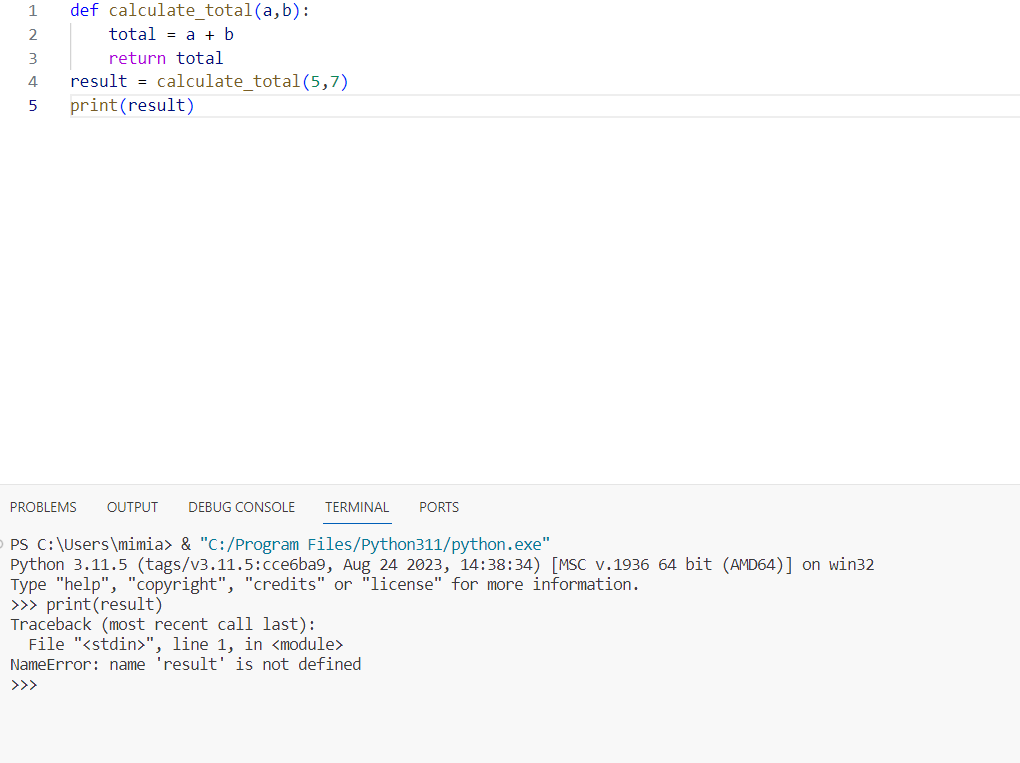 1 def calculate_total(a,b):
2     total = a + b
3     return total
4 result = calculate_total(5,7)
5 print(result)
PROBLEMS OUTPUT DEBUG CONSOLE TERMINAL PORTS
PS C:\Users\mimia> & "C:/Program Files/Python311/python.exe"
Python 3.11.5 (tags/v3.11.5:cce6ba9, Aug 24 2023, 14:38:34) [MSC v.1936 64 bit (AMD64)] on win32
Type "help", "copyright", "credits" or "license" for more information.
>>> print(result)
Traceback (most recent call last):
  File "<stdin>", line 1, in <module>
NameError: name 'result' is not defined
>>>